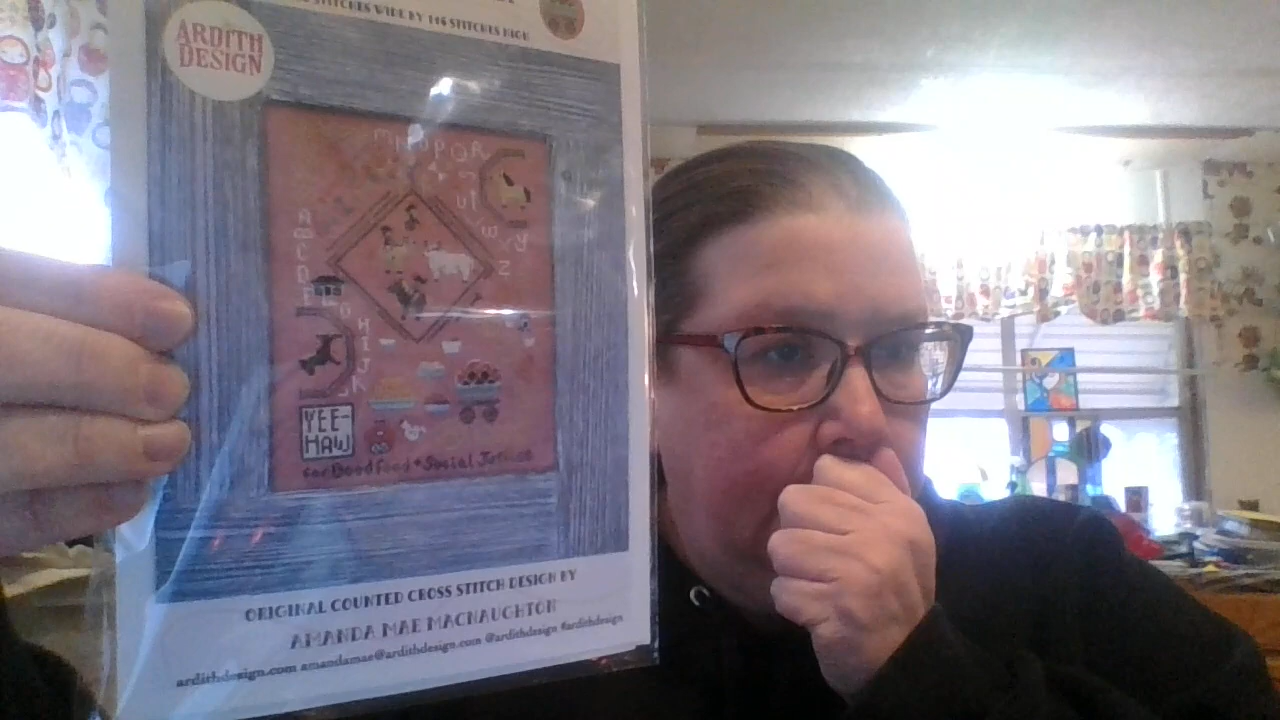 STITCHES WIDE BY 146 STITCHES HIGH
ARDITH
DESIGN
M N O P Q R
S
T
U
V
W
X
Y
Z
A
B
C
D
E
F
G
H
I
J
K
L
YEE-
HAW
for Good Food + Social Justice
ORIGINAL COUNTED CROSS STITCH DESIGN BY
AMANDA MAE MACNAUGHTON
ardithdesign.com amandamae@ardithdesign.com @ardithdesign #ardithdesign